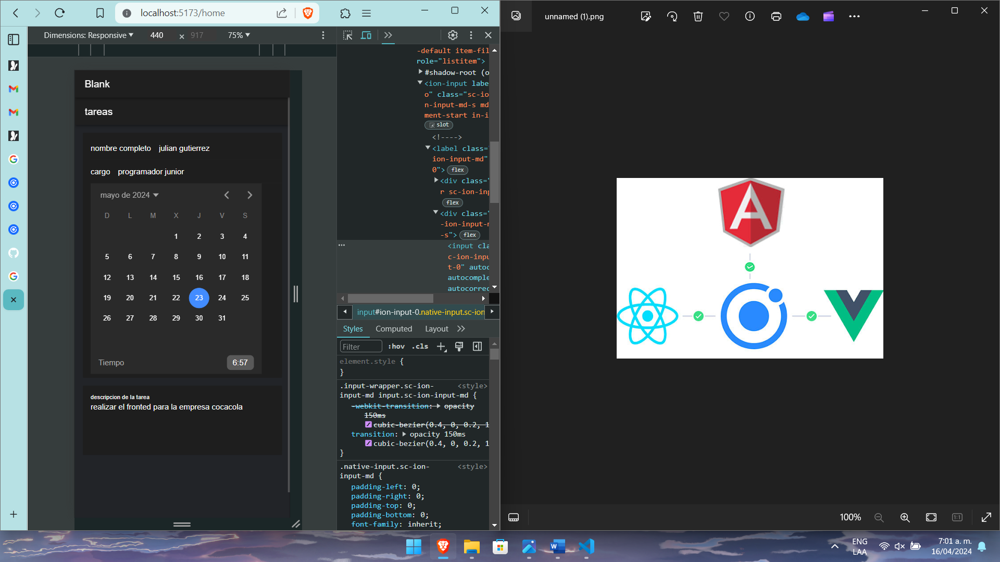 localhost:5173/home
Dimensions: Responsive 440 × 917 75%
Blank
tareas
nombre completo julian gutierrez
cargo programador junior
mayo de 2024
D L M X J V S
1 2 3 4
5 6 7 8 9 10 11
12 13 14 15 16 17 18
19 20 21 22 23 24 25
26 27 28 29 30 31
Tiempo 6:57
descripcion de la tarea
realizar el fronted para la empresa cocacola
-default item-fil
role="listitem">
#shadow-root (o
<ion-input labe
o" class="sc-io
n-input-md-s md
ment-start in-i
slot
<!---->
<label class="
ion-input-md"
0"> flex
<div class="
r sc-ion-inp
flex
<div class="
-ion-input-
-s"> flex
<input cla
c-ion-inpu
t-0" autoc
autocomple
autocorrec
input#ion-input-0.native-input.sc-ion
Styles Computed Layout
Filter :hov .cls
element.style {
}
.input-wrapper.sc-ion- <style>
input-md input.sc-ion-input-md {
-webkit-transition: opacity
150ms
cubic-bezier(0.4, 0, 0.2, 1
transition: opacity 150ms
cubic-bezier(0.4, 0, 0.2, 1
}
.native-input.sc-ion- <style>
input-md {
padding-left: 0;
padding-right: 0;
padding-top: 0;
padding-bottom: 0;
font-family: inherit;
unnamed (1).png
A
100% 1:1
W
ENG
LAA
7:01 a. m.
16/04/2024